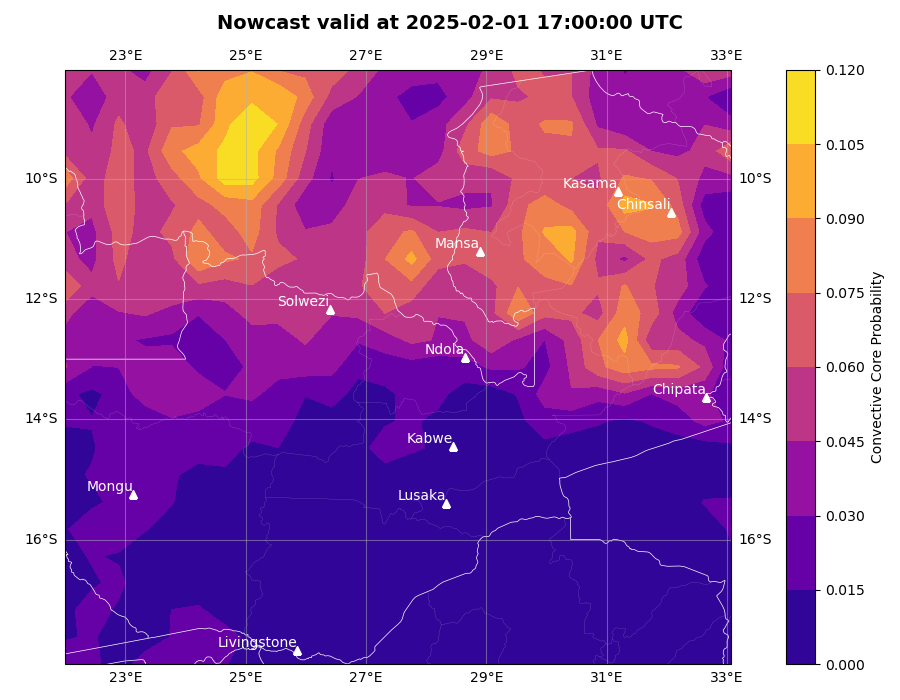 Nowcast valid at 2025-02-01 17:00:00 UTC
23°E 25°E 27°E 29°E 31°E 33°E
0.120
0.105
10°S Kasama 10°S
Chinsali
0.090
Mansa
0.075
12°S Solwezi 12°S
0.060
Ndola
Chipata
14°S 14°S
Kabwe
0.045
Mongu
Lusaka
0.030
16°S 16°S
0.015
Livingstone
0.000
23°E 25°E 27°E 29°E 31°E 33°E
Convective Core Probability